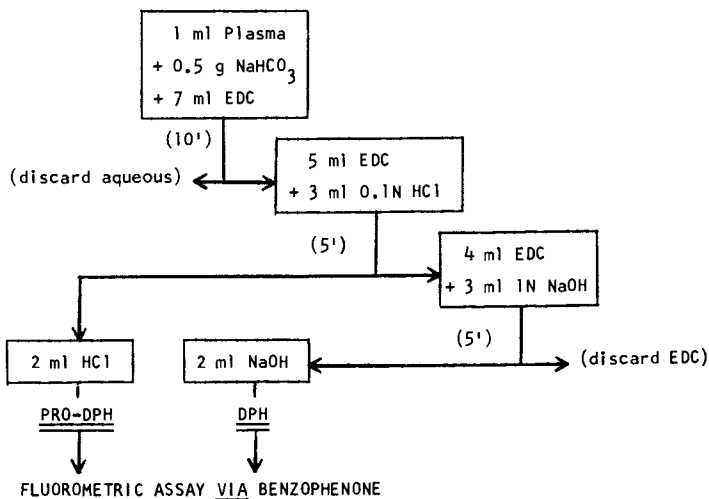 1 ml Plasma
+ 0.5 g NaHCO3
+ 7 ml EDC
(10')
(discard aqueous)
5 ml EDC
+ 3 ml 0.1N HCl
(5')
4 ml EDC
+ 3 ml 1N NaOH
(5')
2 ml HCl
2 ml NaOH
(discard EDC)
PRO-DPH
DPH
FLUOROMETRIC ASSAY VIA BENZOPHENONE